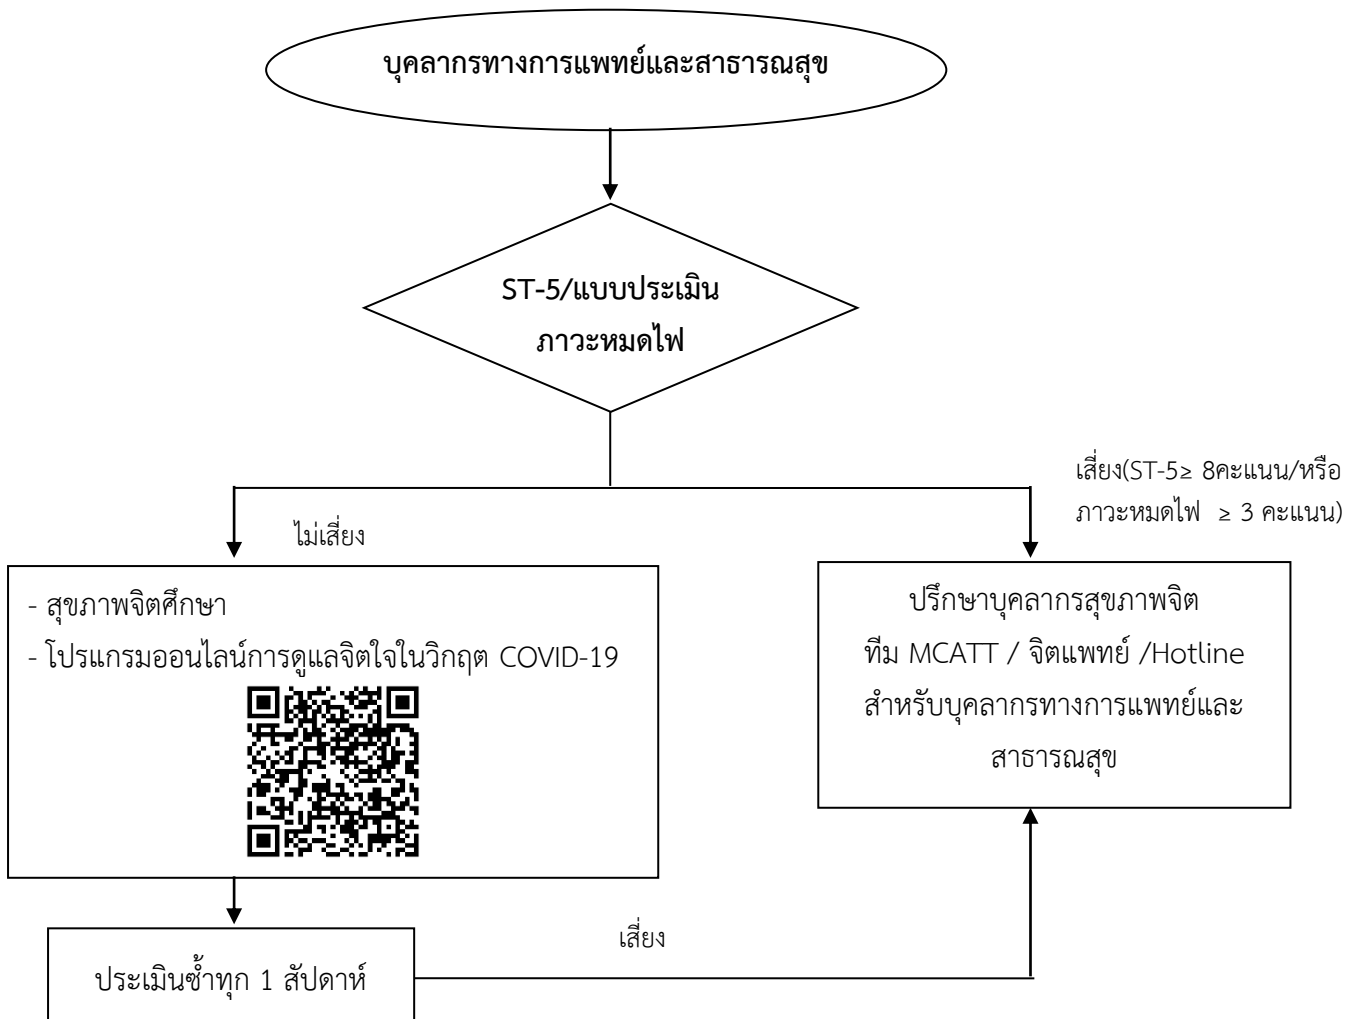 บุคลากรทางการแพทย์และสาธารณสุข
ST-5/แบบประเมิน
ภาวะหมดไฟ
เสี่ยง(ST-5≥ 8คะแนน/หรือ
ภาวะหมดไฟ ≥ 3 คะแนน)
ไม่เสี่ยง
- สุขภาพจิตศึกษา
- โปรแกรมออนไลน์การดูแลจิตใจในวิกฤต COVID-19
ปรึกษาบุคลากรสุขภาพจิต
ทีม MCATT / จิตแพทย์ /Hotline
สำหรับบุคลากรทางการแพทย์และ
สาธารณสุข
เสี่ยง
ประเมินซ้ำทุก 1 สัปดาห์